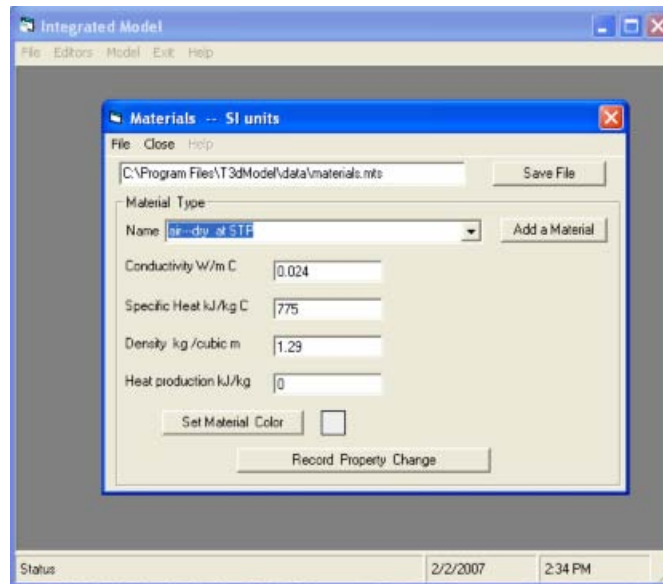 Integrated Model
File Editors Model Exit Help
Materials -- SI units
File Close Help
C:\Program Files\T3dModel\data\materials.mts
Save File
Material Type
Name air--dry at STP
Add a Material
Conductivity W/m C 0.024
Specific Heat kJ/kg C 775
Density kg /cubic m 1.29
Heat production kJ/kg 0
Set Material Color
Record Property Change
Status 2/2/2007 2:34 PM